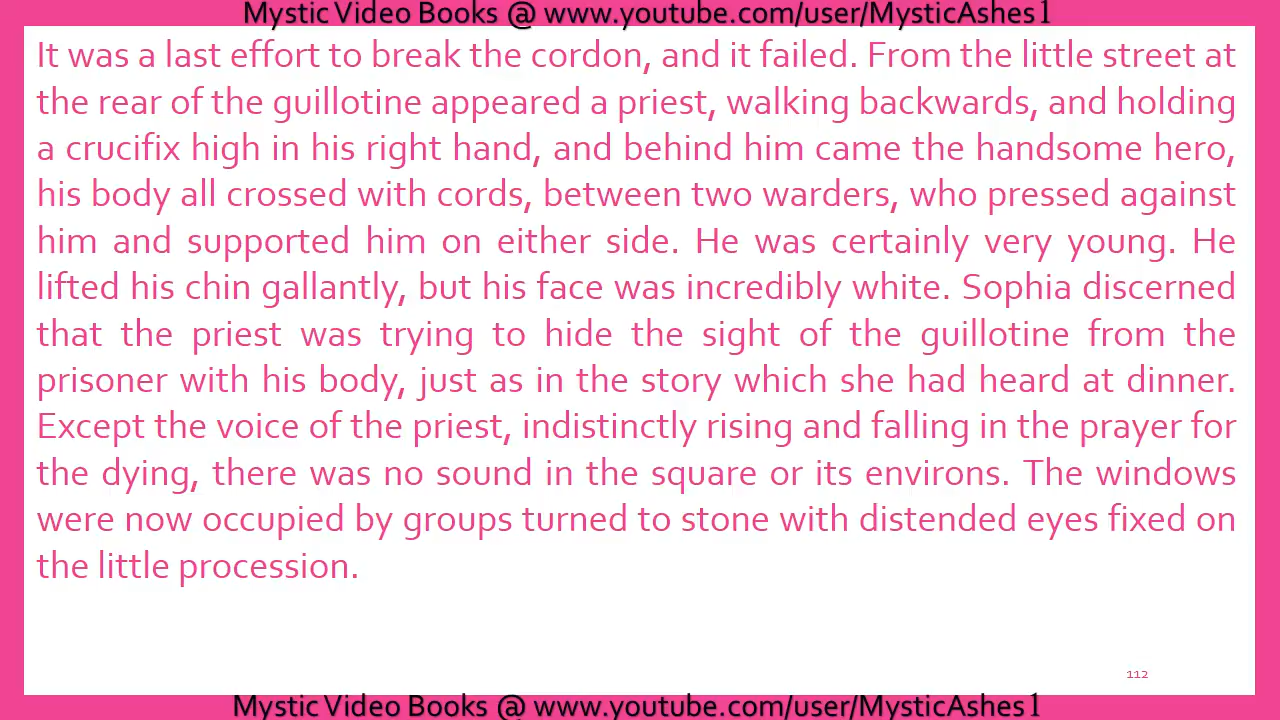 Mystic Video Books @ www.youtube.com/user/MysticAshes1
It was a last effort to break the cordon, and it failed. From the little street at
the rear of the guillotine appeared a priest, walking backwards, and holding
a crucifix high in his right hand, and behind him came the handsome hero,
his body all crossed with cords, between two warders, who pressed against
him and supported him on either side. He was certainly very young. He
lifted his chin gallantly, but his face was incredibly white. Sophia discerned
that the priest was trying to hide the sight of the guillotine from the
prisoner with his body, just as in the story which she had heard at dinner.
Except the voice of the priest, indistinctly rising and falling in the prayer for
the dying, there was no sound in the square or its environs. The windows
were now occupied by groups turned to stone with distended eyes fixed on
the little procession.
112
Mystic Video Books @ www.youtube.com/user/MysticAshes1